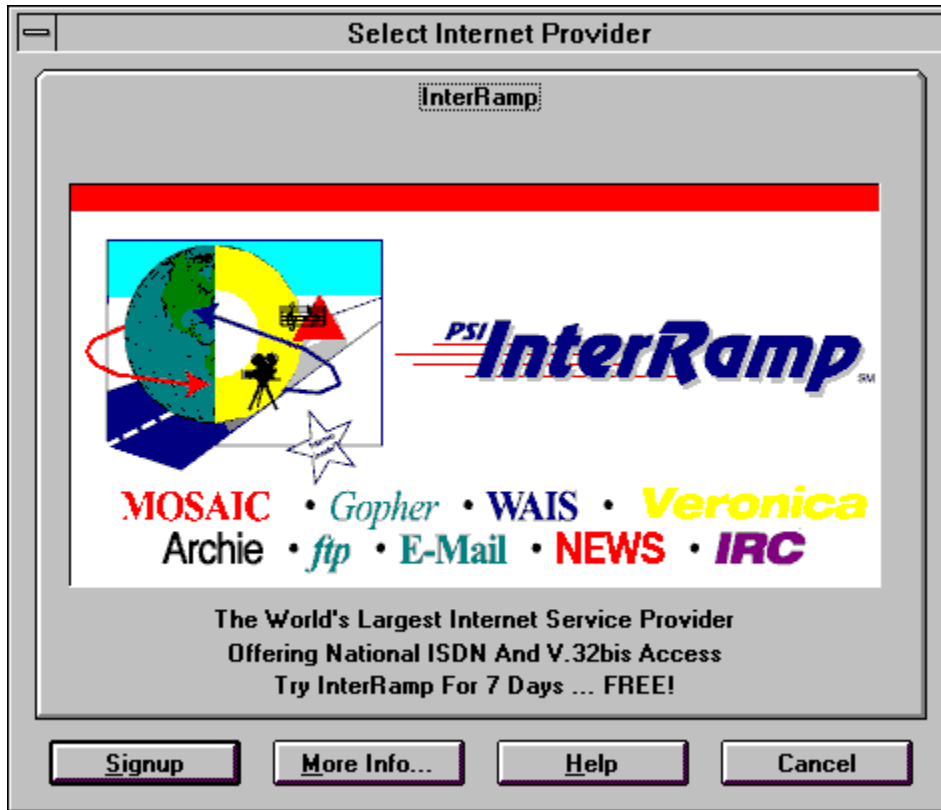 Select Internet Provider
InterRamp
PSI InterRamp SM
MOSAIC • Gopher • WAIS • Veronica
Archie • ftp • E-Mail • NEWS • IRC
The World's Largest Internet Service Provider
Offering National ISDN And V.32bis Access
Try InterRamp For 7 Days ... FREE!
Signup More Info... Help Cancel